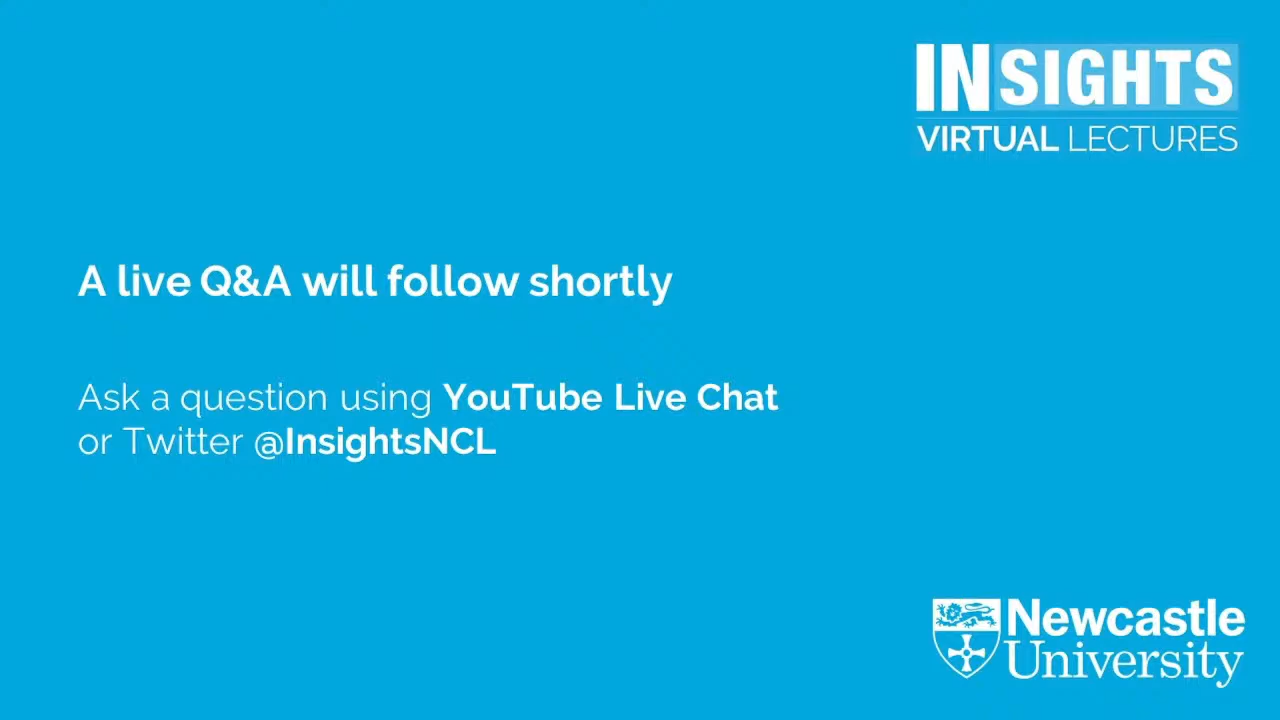 INSIGHTS
VIRTUAL LECTURES
A live Q&A will follow shortly
Ask a question using YouTube Live Chat
or Twitter @InsightsNCL
Newcastle
University